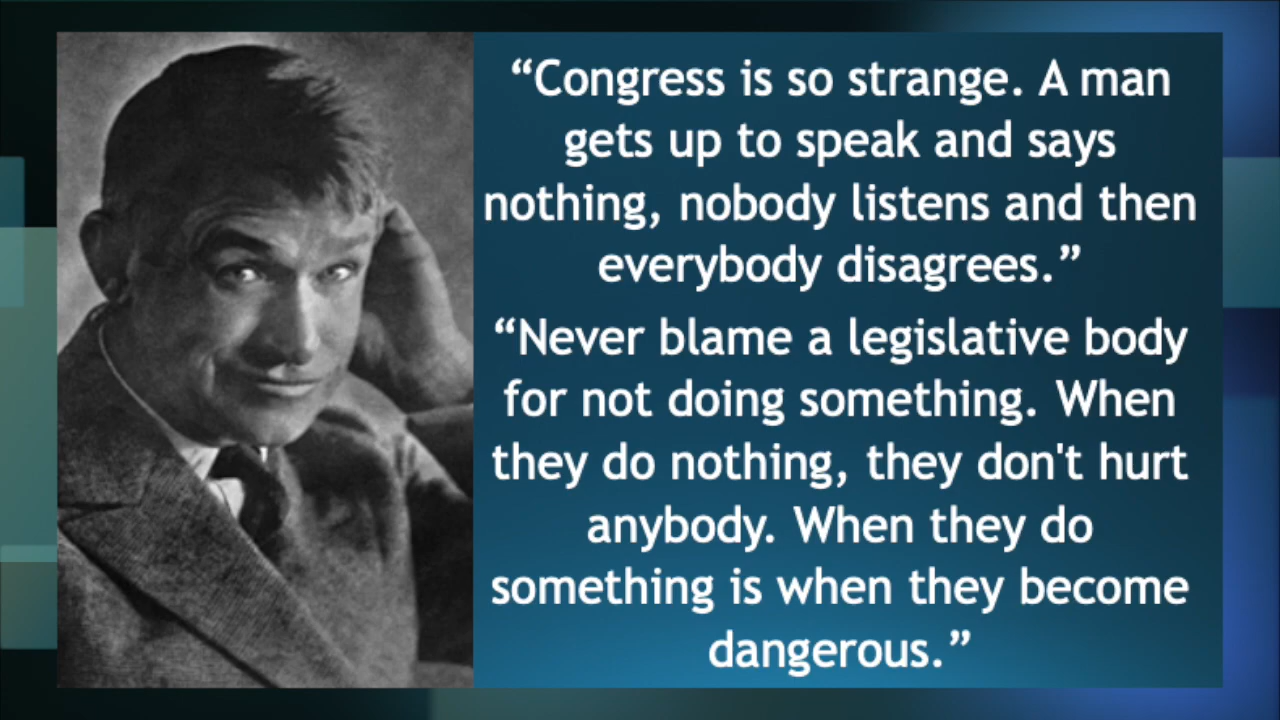 “Congress is so strange. A man
gets up to speak and says
nothing, nobody listens and then
everybody disagrees.”
“Never blame a legislative body
for not doing something. When
they do nothing, they don't hurt
anybody. When they do
something is when they become
dangerous.”